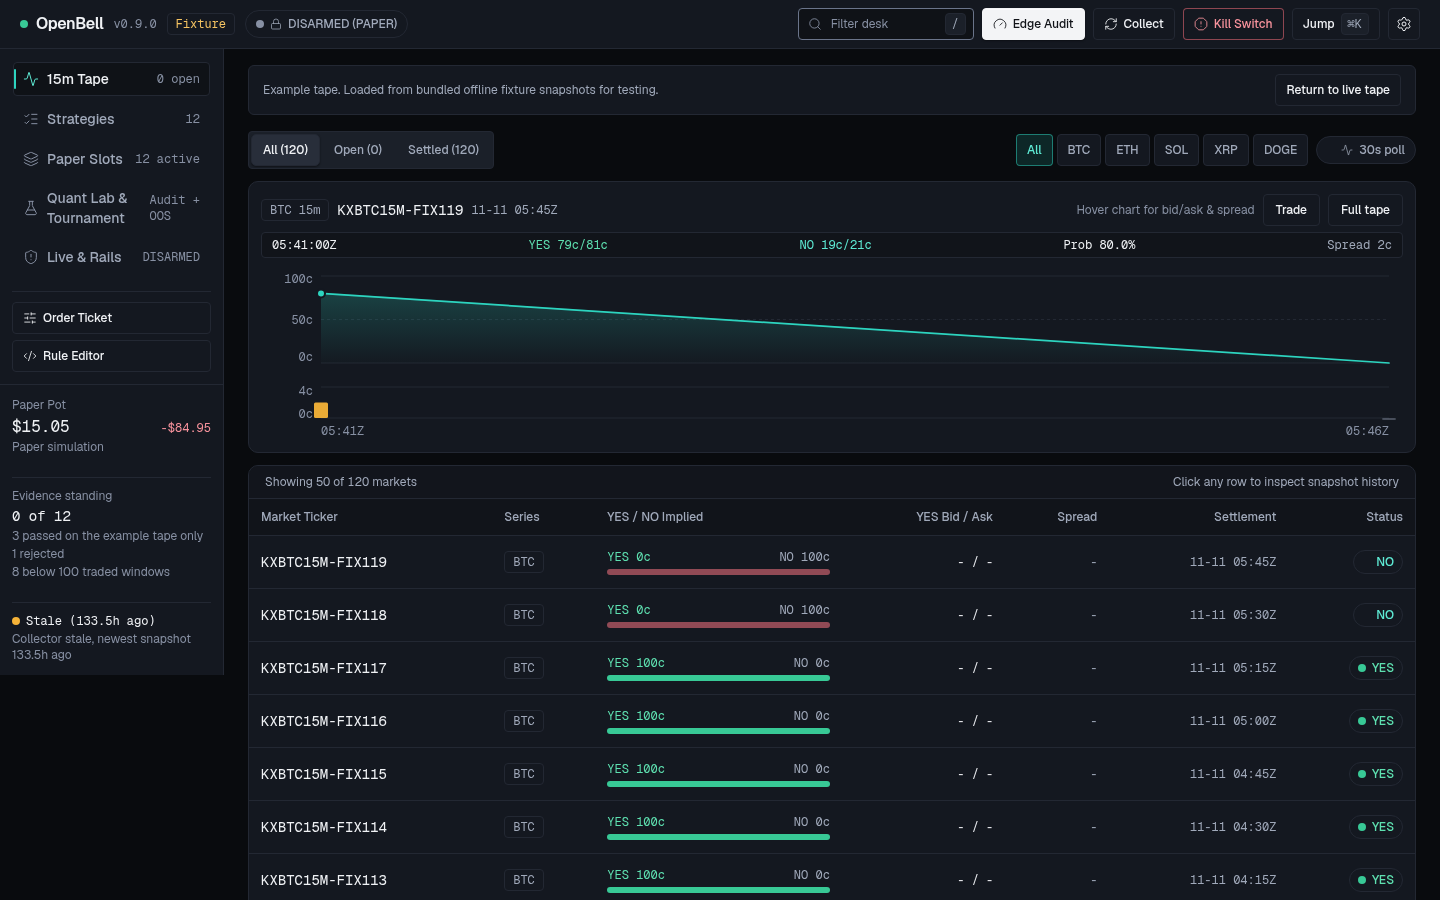 OpenBell v0.9.0 Fixture DISARMED (PAPER) Filter desk / Edge Audit Collect Kill Switch Jump ⌘K
15m Tape 0 open
Strategies 12
Paper Slots 12 active
Quant Lab & Tournament Audit + OOS
Live & Rails DISARMED
Order Ticket
Rule Editor
Paper Pot
$15.05 -$84.95
Paper simulation
Evidence standing
0 of 12
3 passed on the example tape only
1 rejected
8 below 100 traded windows
Stale (133.5h ago)
Collector stale, newest snapshot
133.5h ago
Example tape. Loaded from bundled offline fixture snapshots for testing. Return to live tape
All (120) Open (0) Settled (120) All BTC ETH SOL XRP DOGE 30s poll
BTC 15m KXBTC15M-FIX119 11-11 05:45Z Hover chart for bid/ask & spread Trade Full tape
05:41:00Z YES 79c/81c NO 19c/21c Prob 80.0% Spread 2c
100c
50c
0c
4c
0c
05:41Z 05:46Z
Showing 50 of 120 markets Click any row to inspect snapshot history
Market Ticker Series YES / NO Implied YES Bid / Ask Spread Settlement Status
KXBTC15M-FIX119 BTC YES 0c NO 100c - / - - 11-11 05:45Z NO
KXBTC15M-FIX118 BTC YES 0c NO 100c - / - - 11-11 05:30Z NO
KXBTC15M-FIX117 BTC YES 100c NO 0c - / - - 11-11 05:15Z YES
KXBTC15M-FIX116 BTC YES 100c NO 0c - / - - 11-11 05:00Z YES
KXBTC15M-FIX115 BTC YES 100c NO 0c - / - - 11-11 04:45Z YES
KXBTC15M-FIX114 BTC YES 100c NO 0c - / - - 11-11 04:30Z YES
KXBTC15M-FIX113 BTC YES 100c NO 0c - / - - 11-11 04:15Z YES